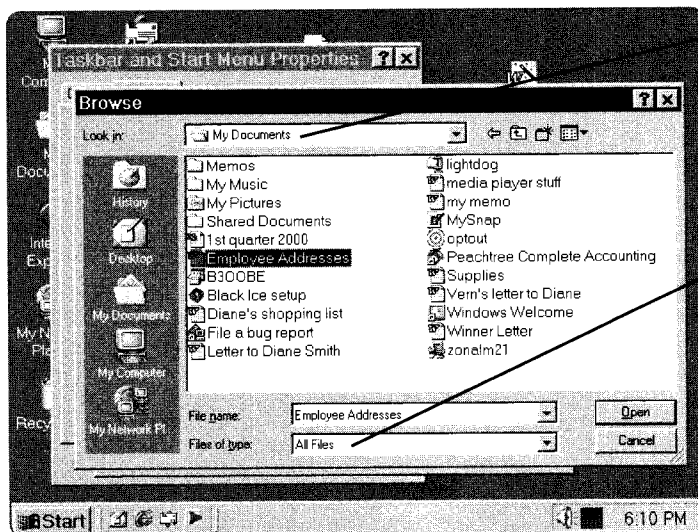 Taskbar and Start Menu Properties
Browse
Look in:
My Documents
History
Desktop
My Documents
My Computer
My Network Pl
Memos
My Music
My Pictures
Shared Documents
1st quarter 2000
Employee Addresses
B3OOBE
Black Ice setup
Diane's shopping list
File a bug report
Letter to Diane Smith
lightdog
media player stuff
my memo
MySnap
optout
Peachtree Complete Accounting
Supplies
Vern's letter to Diane
Windows Welcome
Winner Letter
zonalm21
File name:
Employee Addresses
Open
Files of type:
All Files
Cancel
Start
6:10 PM